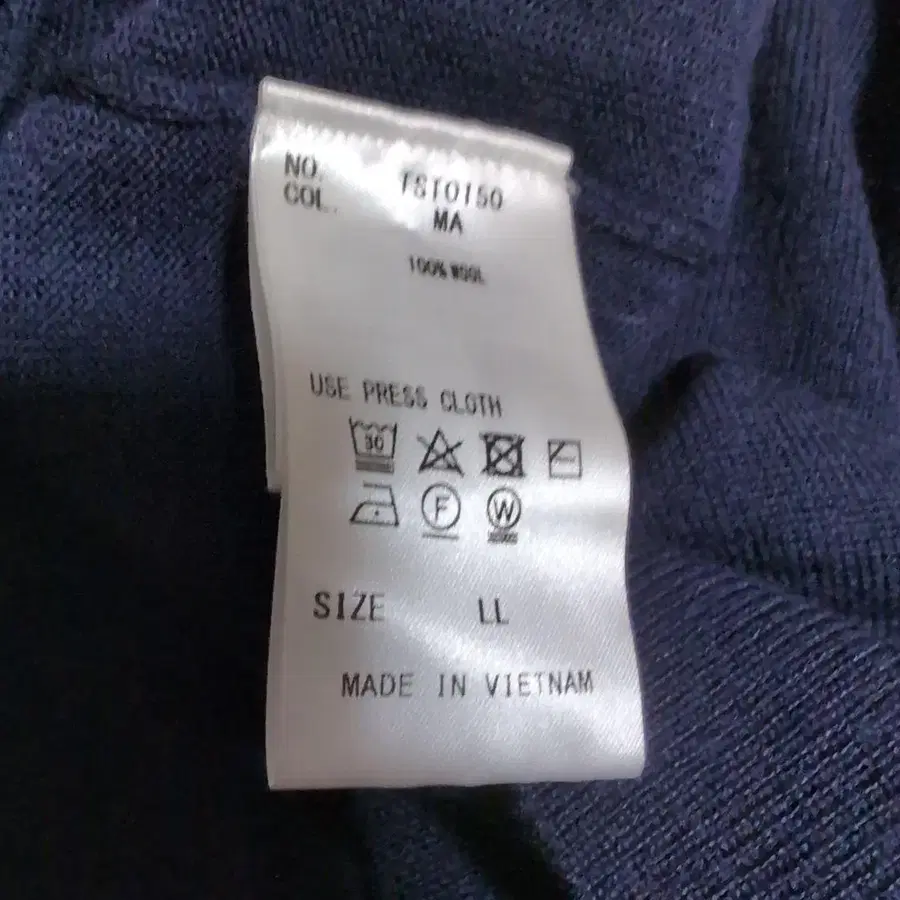 NO. TST0150
COL. MA
100% WOOL
USE PRESS CLOTH
30
F W
SIZE LL
MADE IN VIETNAM